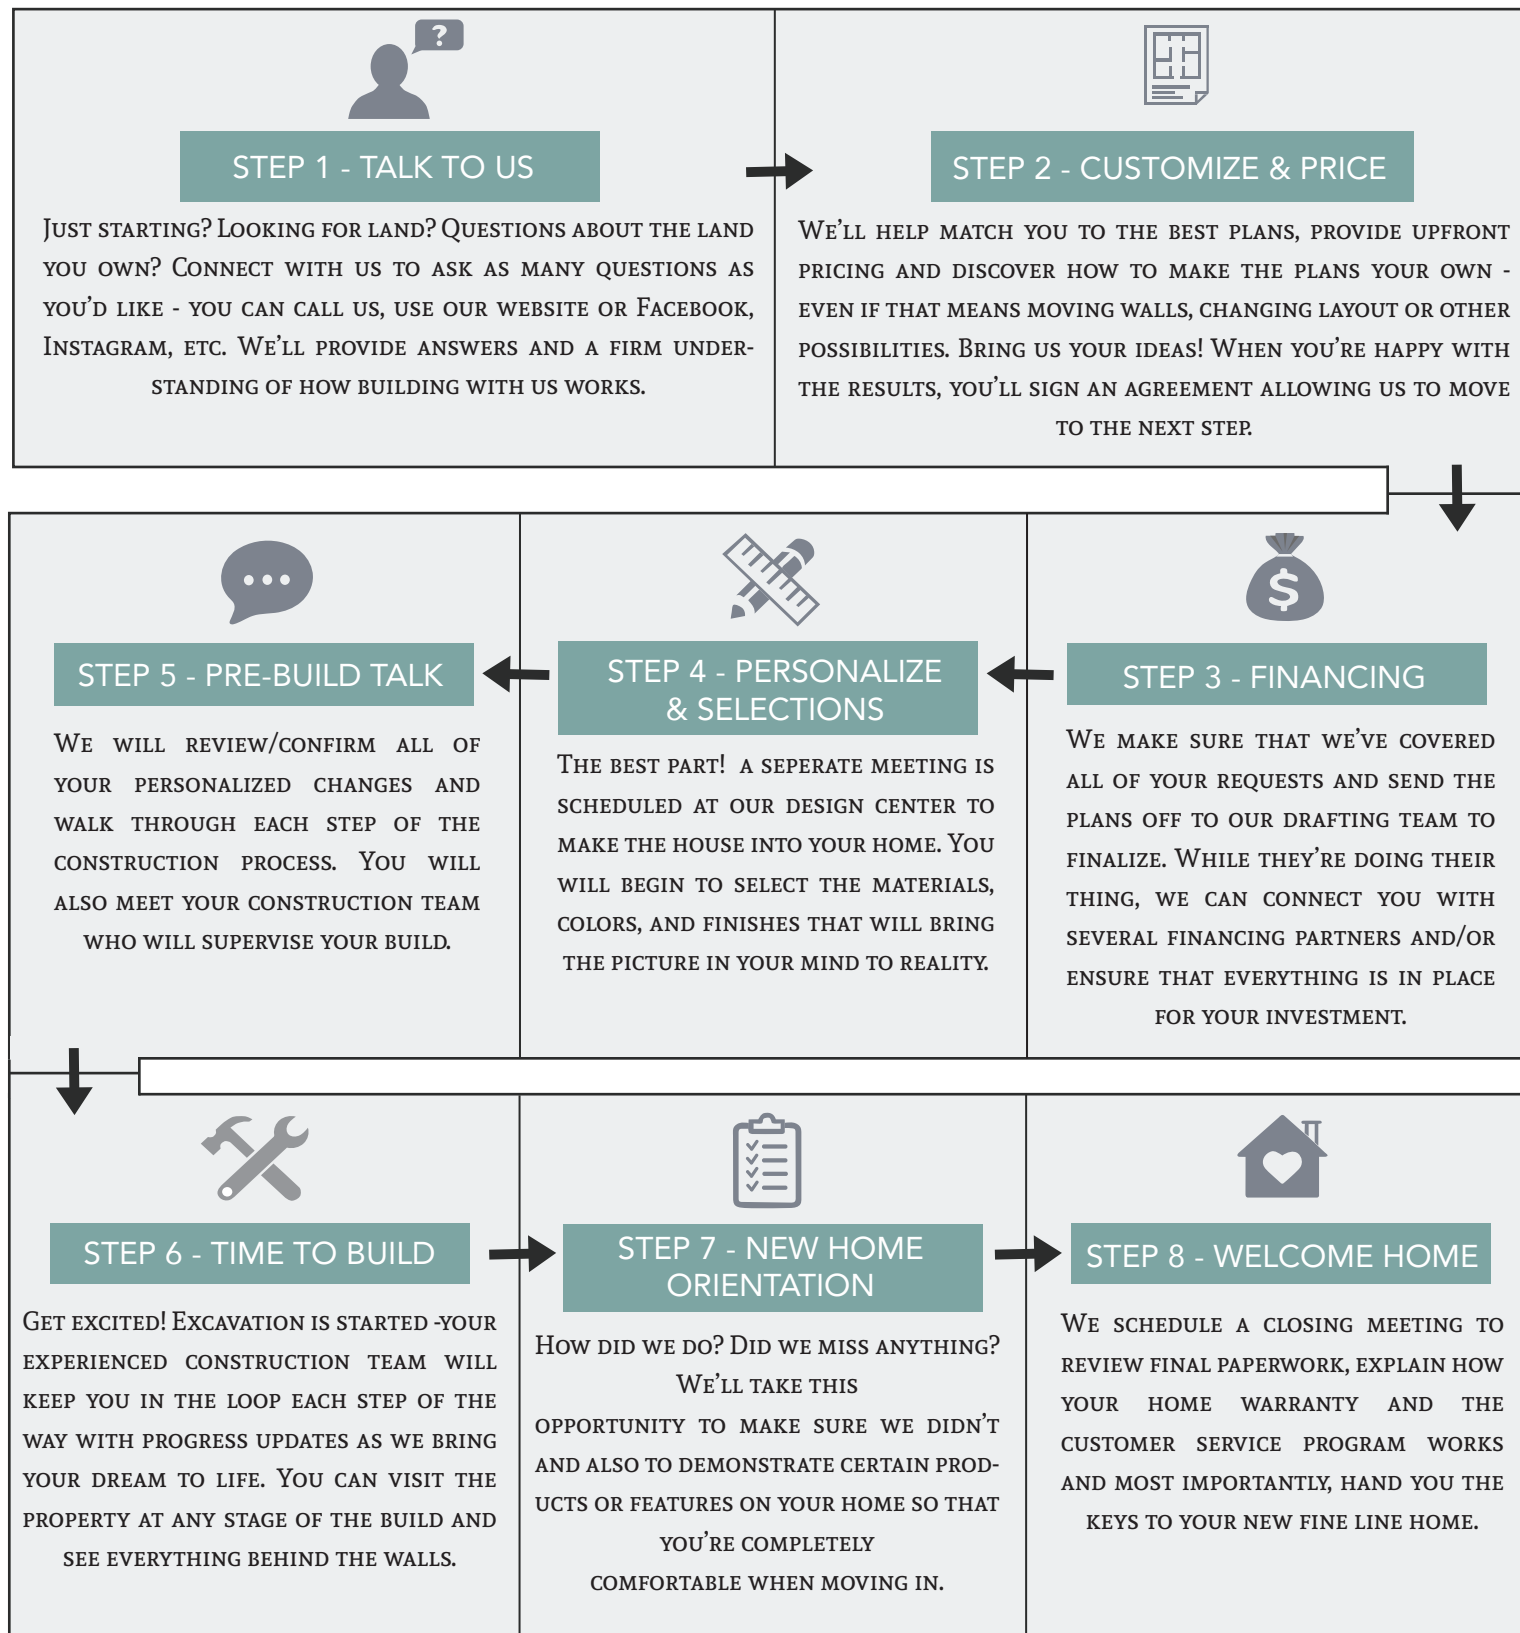 ?
STEP 1 - TALK TO US
Just starting? Looking for land? Questions about the land
you own? Connect with us to ask as many questions as
you’d like - you can call us, use our website or Facebook,
Instagram, etc. We’ll provide answers and a firm under-
standing of how building with us works.
STEP 2 - CUSTOMIZE & PRICE
We’ll help match you to the best plans, provide upfront
pricing and discover how to make the plans your own -
even if that means moving walls, changing layout or other
possibilities. Bring us your ideas! When you’re happy with
the results, you’ll sign an agreement allowing us to move
to the next step.
$
STEP 3 - FINANCING
We make sure that we’ve covered
all of your requests and send the
plans off to our drafting team to
finalize. While they’re doing their
thing, we can connect you with
several financing partners and/or
ensure that everything is in place
for your investment.
STEP 4 - PERSONALIZE
& SELECTIONS
The best part! a seperate meeting is
scheduled at our design center to
make the house into your home. You
will begin to select the materials,
colors, and finishes that will bring
the picture in your mind to reality.
STEP 5 - PRE-BUILD TALK
We will review/confirm all of
your personalized changes and
walk through each step of the
construction process. You will
also meet your construction team
who will supervise your build.
STEP 6 - TIME TO BUILD
Get excited! Excavation is started -your
experienced construction team will
keep you in the loop each step of the
way with progress updates as we bring
your dream to life. You can visit the
property at any stage of the build and
see everything behind the walls.
STEP 7 - NEW HOME
ORIENTATION
How did we do? Did we miss anything?
We’ll take this
opportunity to make sure we didn’t
and also to demonstrate certain prod-
ucts or features on your home so that
you’re completely
comfortable when moving in.
STEP 8 - WELCOME HOME
We schedule a closing meeting to
review final paperwork, explain how
your home warranty and the
customer service program works
and most importantly, hand you the
keys to your new fine line home.